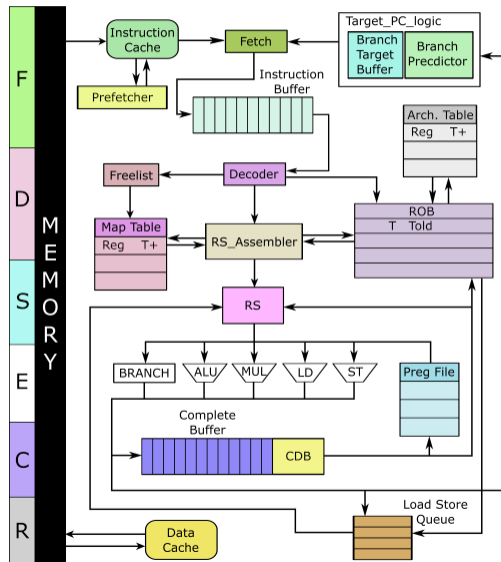 F
D
S
E
C
R
MEMORY
Instruction
Cache
Prefetcher
Fetch
Target_PC_logic
Branch
Target
Buffer
Branch
Precdictor
Instruction
Buffer
Arch. Table
Reg T+
Freelist
Decoder
Map Table
Reg T+
RS_Assembler
ROB
T Told
RS
BRANCH
ALU
MUL
LD
ST
Preg File
Complete
Buffer
CDB
Load Store
Queue
Data
Cache